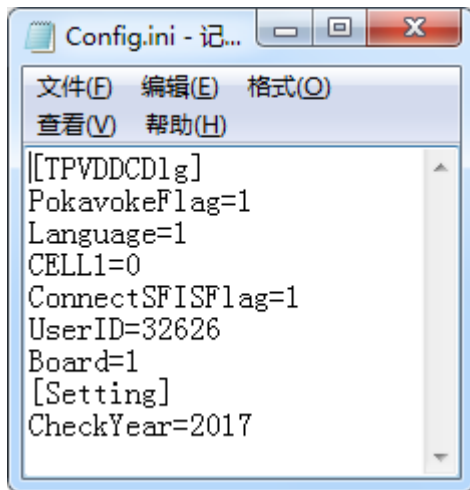 Config.ini - 记...
文件(F) 编辑(E) 格式(O)
查看(V) 帮助(H)
[TPVDDCDlg]
PokavokeFlag=1
Language=1
CELL1=0
ConnectSFISFlag=1
UserID=32626
Board=1
[Setting]
CheckYear=2017